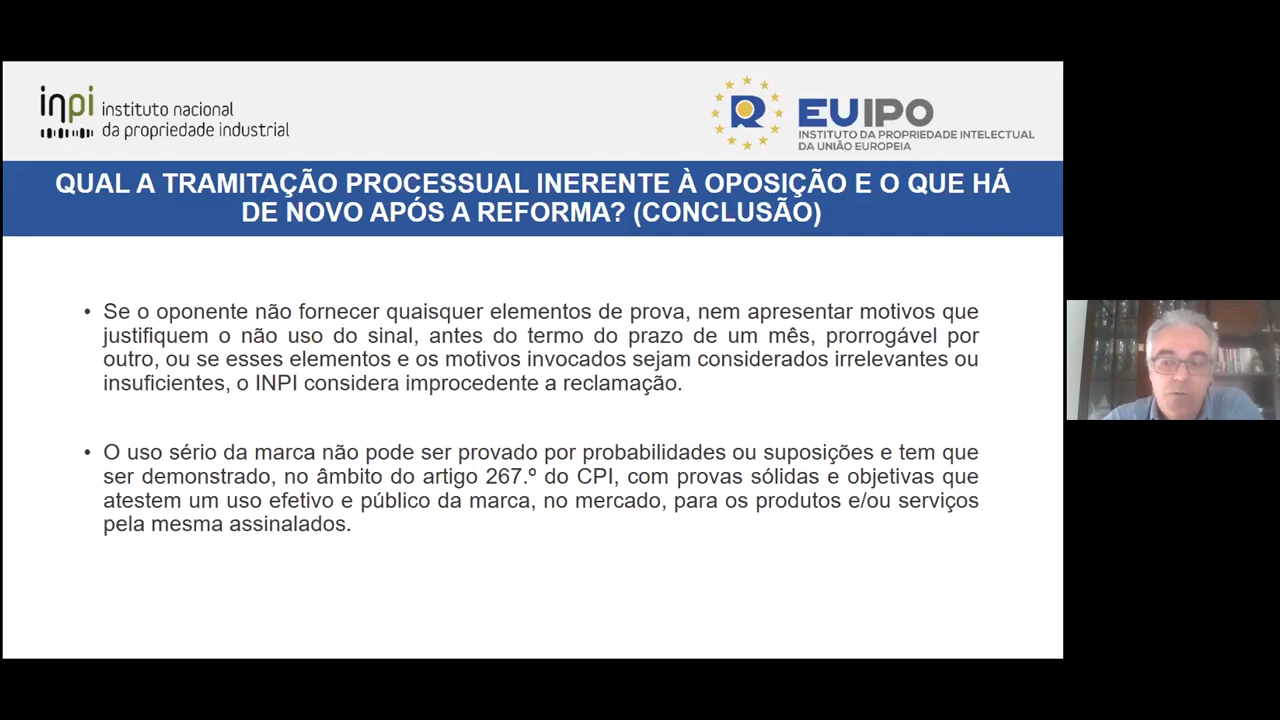 inpi instituto nacional
da propriedade industrial
EUIPO
INSTITUTO DA PROPRIEDADE INTELECTUAL
DA UNIÃO EUROPEIA
QUAL A TRAMITAÇÃO PROCESSUAL INERENTE À OPOSIÇÃO E O QUE HÁ
DE NOVO APÓS A REFORMA? (CONCLUSÃO)
• Se o oponente não fornecer quaisquer elementos de prova, nem apresentar motivos que
justifiquem o não uso do sinal, antes do termo do prazo de um mês, prorrogável por
outro, ou se esses elementos e os motivos invocados sejam considerados irrelevantes ou
insuficientes, o INPI considera improcedente a reclamação.
• O uso sério da marca não pode ser provado por probabilidades ou suposições e tem que
ser demonstrado, no âmbito do artigo 267.º do CPI, com provas sólidas e objetivas que
atestem um uso efetivo e público da marca, no mercado, para os produtos e/ou serviços
pela mesma assinalados.